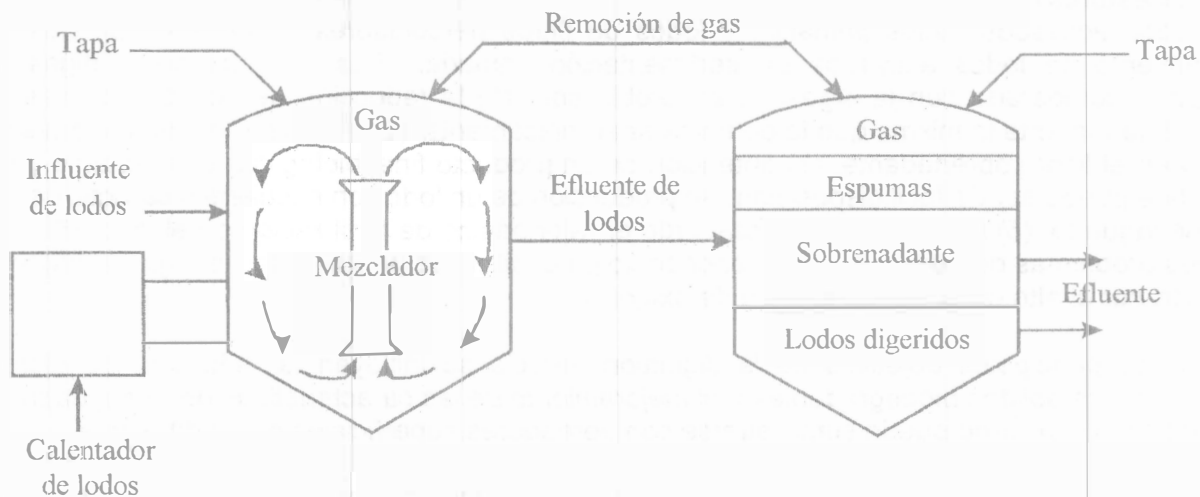 Remoción de gas
Tapa
Tapa
Gas
Gas
Influente
de lodos
Efluente de
lodos
Espumas
Mezclador
Sobrenadante
Efluente
Lodos digeridos
Calentador
de lodos